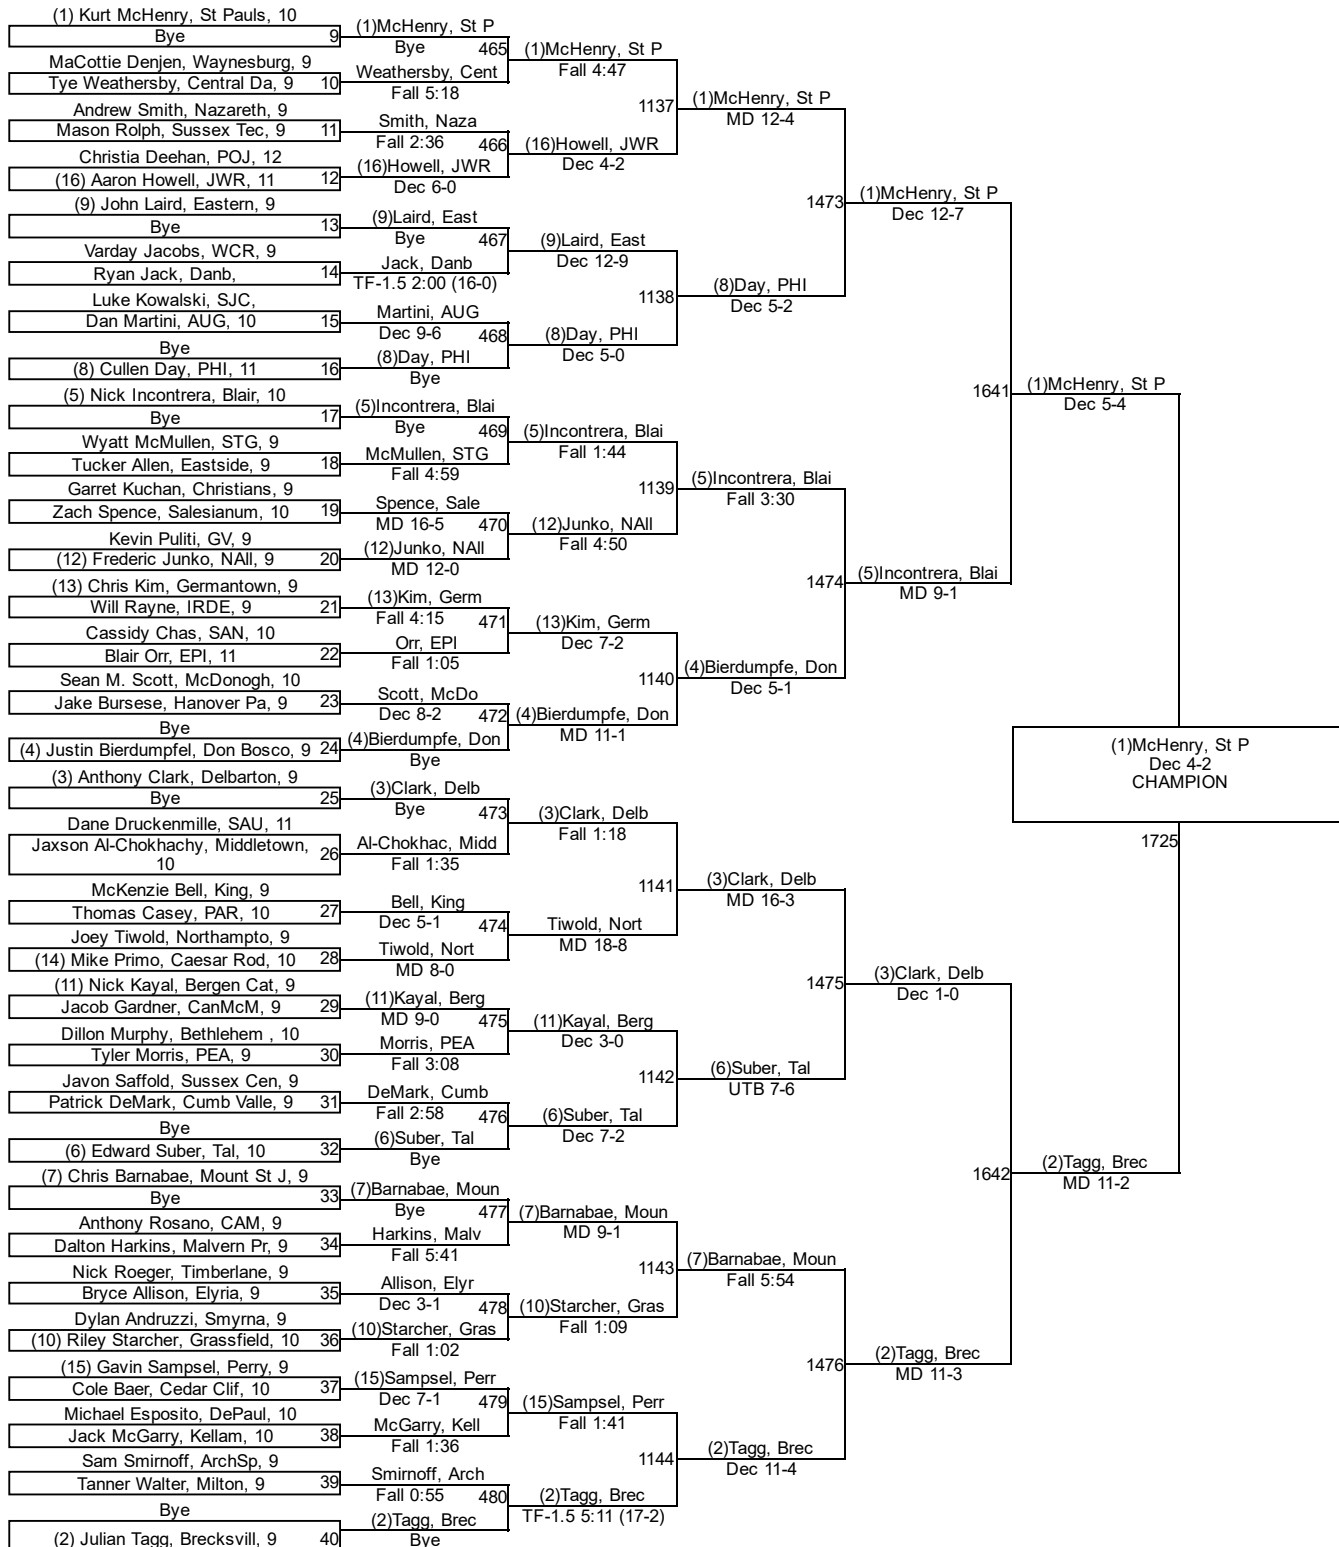 (1) Kurt McHenry, St Pauls, 10
Bye
9
MaCottie Denjen, Waynesburg, 9
Tye Weathersby, Central Da, 9
10
Andrew Smith, Nazareth, 9
Mason Rolph, Sussex Tec, 9
11
Christia Deehan, POJ, 12
(16) Aaron Howell, JWR, 11
12
(9) John Laird, Eastern, 9
Bye
13
Varday Jacobs, WCR, 9
Ryan Jack, Danb,
14
Luke Kowalski, SJC,
Dan Martini, AUG, 10
15
Bye
(8) Cullen Day, PHI, 11
16
(5) Nick Incontrera, Blair, 10
Bye
17
Wyatt McMullen, STG, 9
Tucker Allen, Eastside, 9
18
Garret Kuchan, Christians, 9
Zach Spence, Salesianum, 10
19
Kevin Puliti, GV, 9
(12) Frederic Junko, NAll, 9
20
(13) Chris Kim, Germantown, 9
Will Rayne, IRDE, 9
21
Cassidy Chas, SAN, 10
Blair Orr, EPI, 11
22
Sean M. Scott, McDonogh, 10
Jake Bursese, Hanover Pa, 9
23
Bye
(4) Justin Bierdumpfel, Don Bosco, 9
24
(3) Anthony Clark, Delbarton, 9
Bye
25
Dane Druckenmille, SAU, 11
Jaxson Al-Chokhachy, Middletown,
10
26
McKenzie Bell, King, 9
Thomas Casey, PAR, 10
27
Joey Tiwold, Northampto, 9
(14) Mike Primo, Caesar Rod, 10
28
(11) Nick Kayal, Bergen Cat, 9
Jacob Gardner, CanMcM, 9
29
Dillon Murphy, Bethlehem , 10
Tyler Morris, PEA, 9
30
Javon Saffold, Sussex Cen, 9
Patrick DeMark, Cumb Valle, 9
31
Bye
(6) Edward Suber, Tal, 10
32
(7) Chris Barnabae, Mount St J, 9
Bye
33
Anthony Rosano, CAM, 9
Dalton Harkins, Malvern Pr, 9
34
Nick Roeger, Timberlane, 9
Bryce Allison, Elyria, 9
35
Dylan Andruzzi, Smyrna, 9
(10) Riley Starcher, Grassfield, 10
36
(15) Gavin Sampsel, Perry, 9
Cole Baer, Cedar Clif, 10
37
Michael Esposito, DePaul, 10
Jack McGarry, Kellam, 10
38
Sam Smirnoff, ArchSp, 9
Tanner Walter, Milton, 9
39
Bye
(2) Julian Tagg, Brecksvill, 9
40
(1)McHenry, St P
Bye
465
Weathersby, Cent
Fall 5:18
Smith, Naza
Fall 2:36
466
(16)Howell, JWR
Dec 6-0
(9)Laird, East
Bye
467
Jack, Danb
TF-1.5 2:00 (16-0)
Martini, AUG
Dec 9-6
468
(8)Day, PHI
Bye
(5)Incontrera, Blai
Bye
469
McMullen, STG
Fall 4:59
Spence, Sale
MD 16-5
470
(12)Junko, NAll
MD 12-0
(13)Kim, Germ
Fall 4:15
471
Orr, EPI
Fall 1:05
Scott, McDo
Dec 8-2
472
(4)Bierdumpfe, Don
Bye
(3)Clark, Delb
Bye
473
Al-Chokhac, Midd
Fall 1:35
Bell, King
Dec 5-1
474
Tiwold, Nort
MD 8-0
(11)Kayal, Berg
MD 9-0
475
Morris, PEA
Fall 3:08
DeMark, Cumb
Fall 2:58
476
(6)Suber, Tal
Bye
(7)Barnabae, Moun
Bye
477
Harkins, Malv
Fall 5:41
Allison, Elyr
Dec 3-1
478
(10)Starcher, Gras
Fall 1:02
(15)Sampsel, Perr
Dec 7-1
479
McGarry, Kell
Fall 1:36
Smirnoff, Arch
Fall 0:55
480
(2)Tagg, Brec
Bye
(1)McHenry, St P
Fall 4:47
1137
(16)Howell, JWR
Dec 4-2
(9)Laird, East
Dec 12-9
1138
(8)Day, PHI
Dec 5-0
(5)Incontrera, Blai
Fall 1:44
1139
(12)Junko, NAll
Fall 4:50
(13)Kim, Germ
Dec 7-2
1140
(4)Bierdumpfe, Don
MD 11-1
(3)Clark, Delb
Fall 1:18
1141
Tiwold, Nort
MD 18-8
(11)Kayal, Berg
Dec 3-0
1142
(6)Suber, Tal
Dec 7-2
(7)Barnabae, Moun
MD 9-1
1143
(10)Starcher, Gras
Fall 1:09
(15)Sampsel, Perr
Fall 1:41
1144
(2)Tagg, Brec
TF-1.5 5:11 (17-2)
(1)McHenry, St P
MD 12-4
1473
(8)Day, PHI
Dec 5-2
(5)Incontrera, Blai
Fall 3:30
1474
(4)Bierdumpfe, Don
Dec 5-1
(3)Clark, Delb
MD 16-3
1475
(6)Suber, Tal
UTB 7-6
(7)Barnabae, Moun
Fall 5:54
1476
(2)Tagg, Brec
Dec 11-4
(1)McHenry, St P
Dec 12-7
1641
(5)Incontrera, Blai
MD 9-1
(3)Clark, Delb
Dec 1-0
1642
(2)Tagg, Brec
MD 11-3
(1)McHenry, St P
Dec 5-4
(2)Tagg, Brec
MD 11-2
(1)McHenry, St P
Dec 4-2
CHAMPION
1725